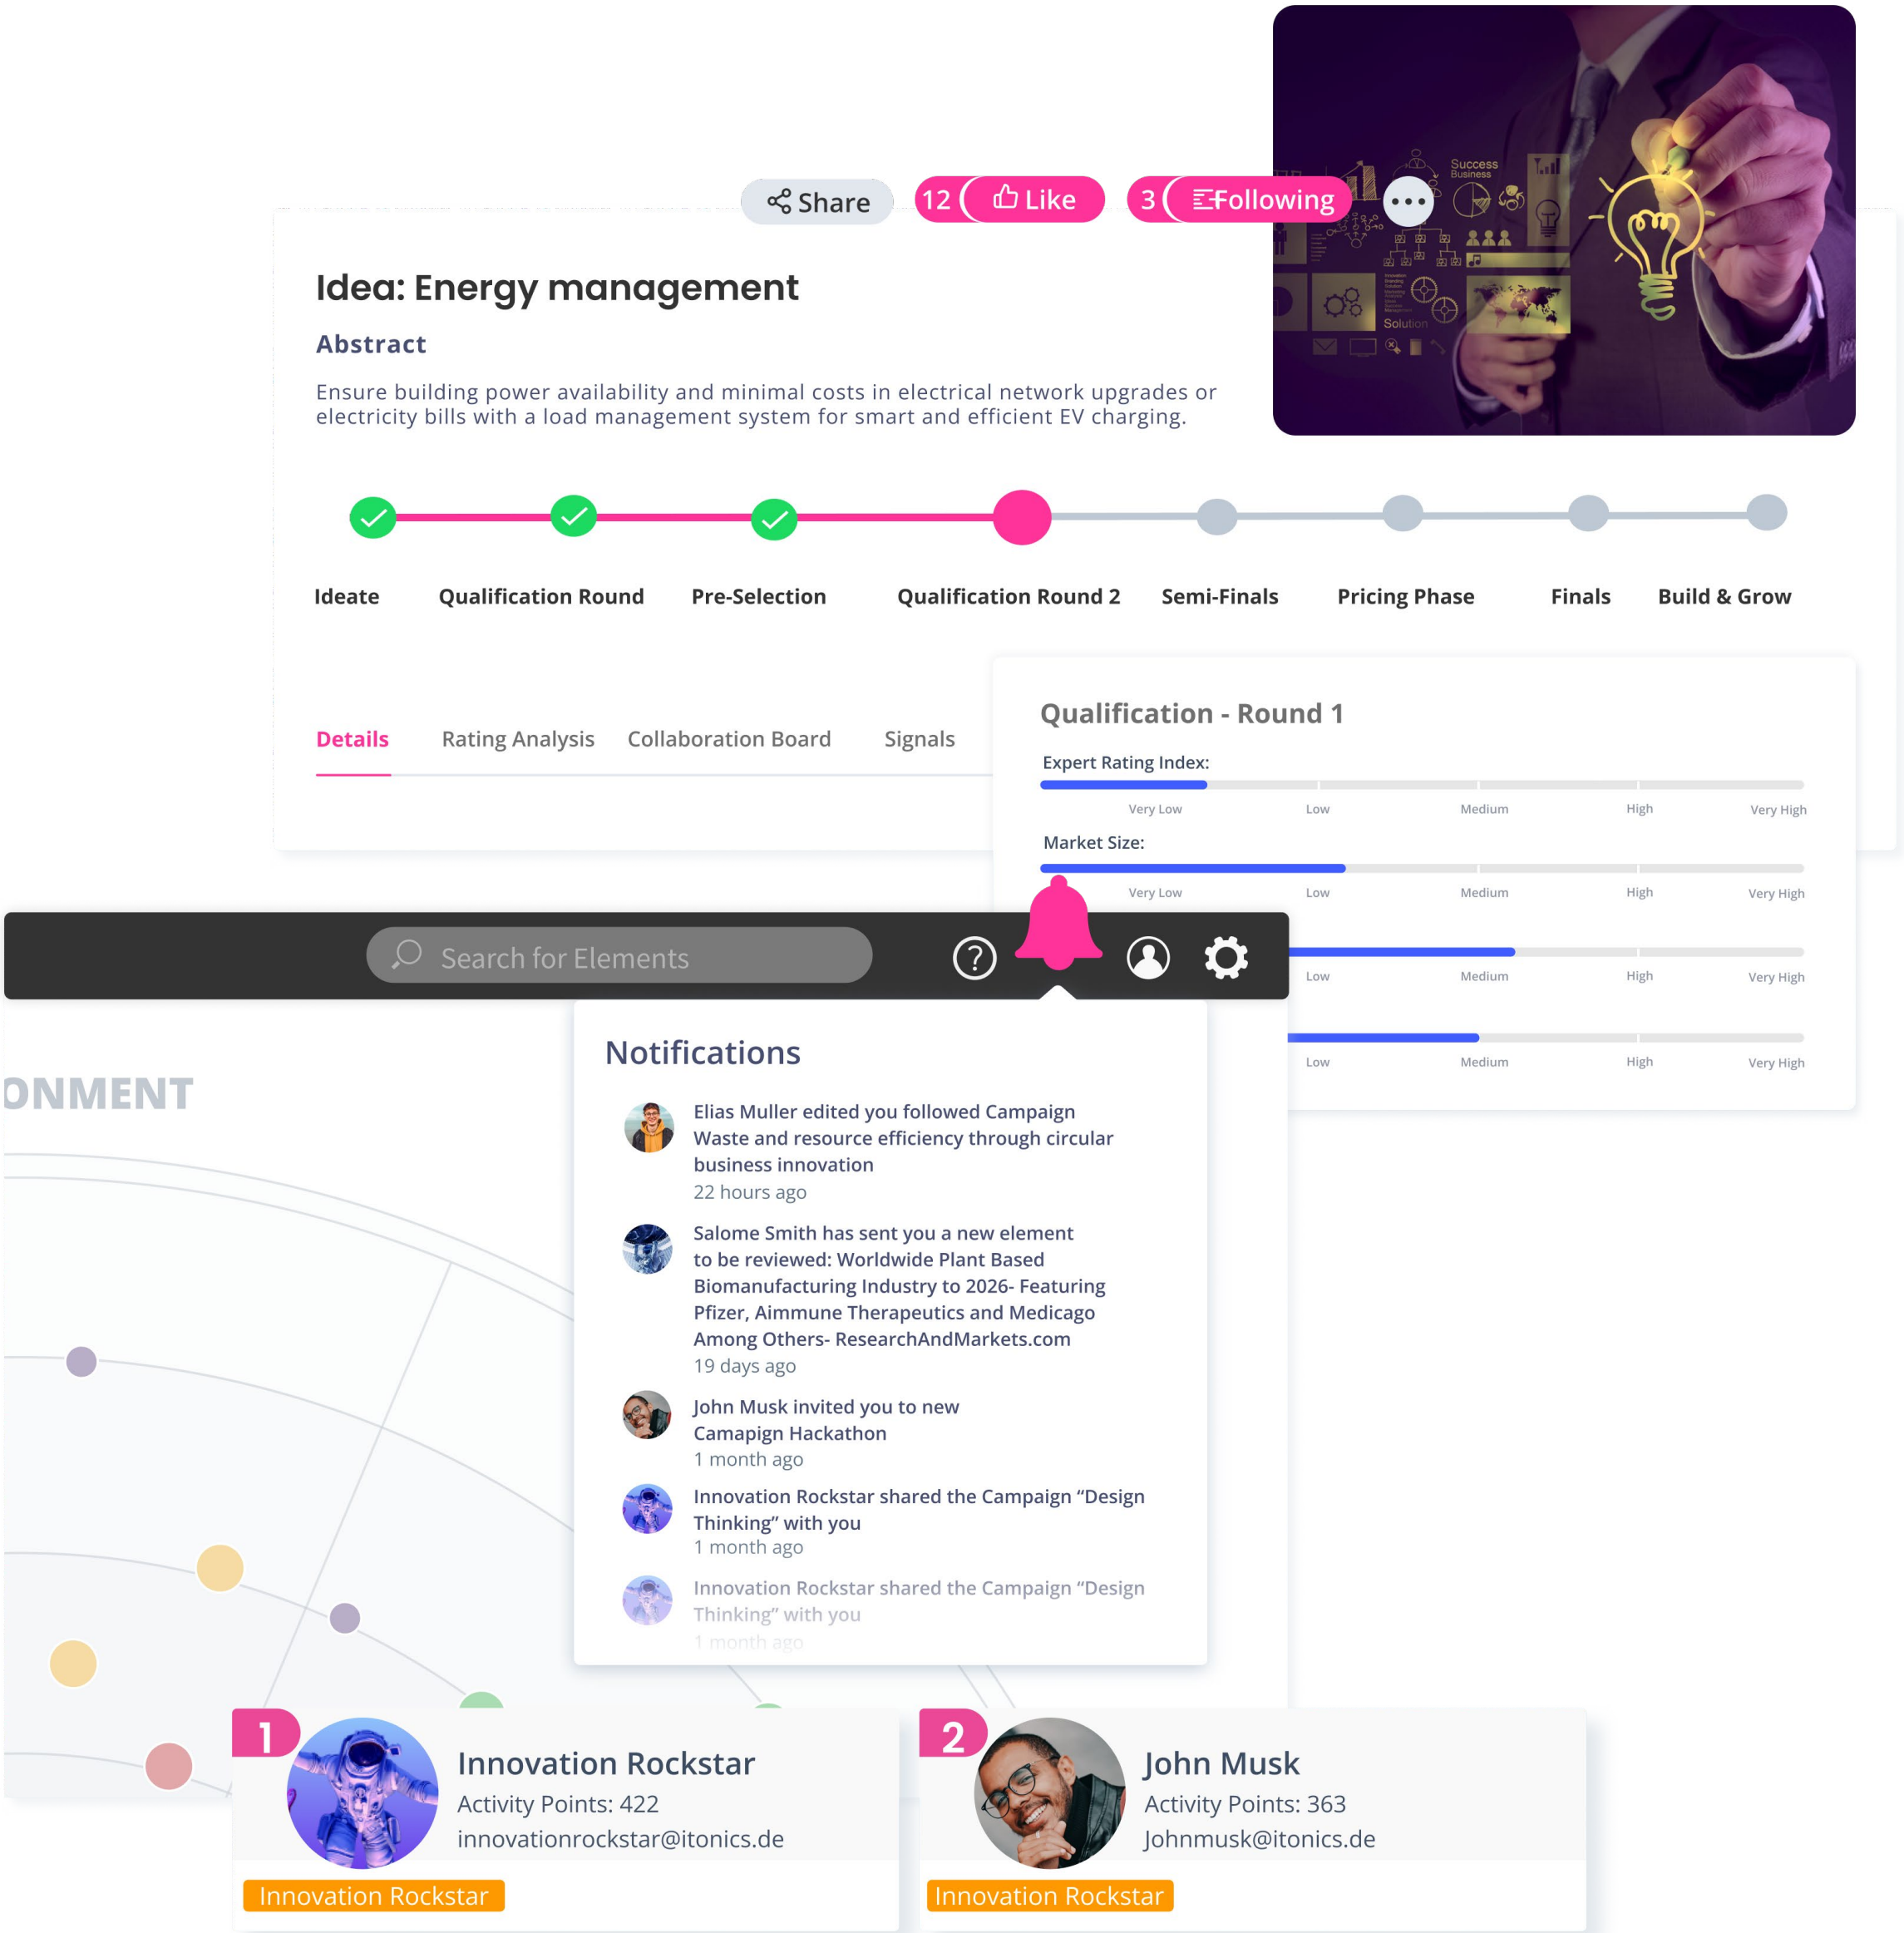 Share
12
Like
3
Following
Success
Business
Solution
Idea: Energy management
Abstract
Ensure building power availability and minimal costs in electrical network upgrades or
electricity bills with a load management system for smart and efficient EV charging.
Ideate
Qualification Round
Pre-Selection
Qualification Round 2
Semi-Finals
Pricing Phase
Finals
Build & Grow
Details
Rating Analysis
Collaboration Board
Signals
Qualification - Round 1
Expert Rating Index:
Very Low
Low
Medium
High
Very High
Market Size:
Very Low
Low
Medium
High
Very High
Low
Medium
High
Very High
Low
Medium
High
Very High
Search for Elements
?
ONMENT
Notifications
Elias Muller edited you followed Campaign
Waste and resource efficiency through circular
business innovation
22 hours ago
Salome Smith has sent you a new element
to be reviewed: Worldwide Plant Based
Biomanufacturing Industry to 2026- Featuring
Pfizer, Aimmune Therapeutics and Medicago
Among Others- ResearchAndMarkets.com
19 days ago
John Musk invited you to new
Camapign Hackathon
1 month ago
Innovation Rockstar shared the Campaign “Design
Thinking” with you
1 month ago
Innovation Rockstar shared the Campaign “Design
Thinking” with you
1 month ago
1
Innovation Rockstar
Activity Points: 422
innovationrockstar@itonics.de
Innovation Rockstar
2
John Musk
Activity Points: 363
Johnmusk@itonics.de
Innovation Rockstar